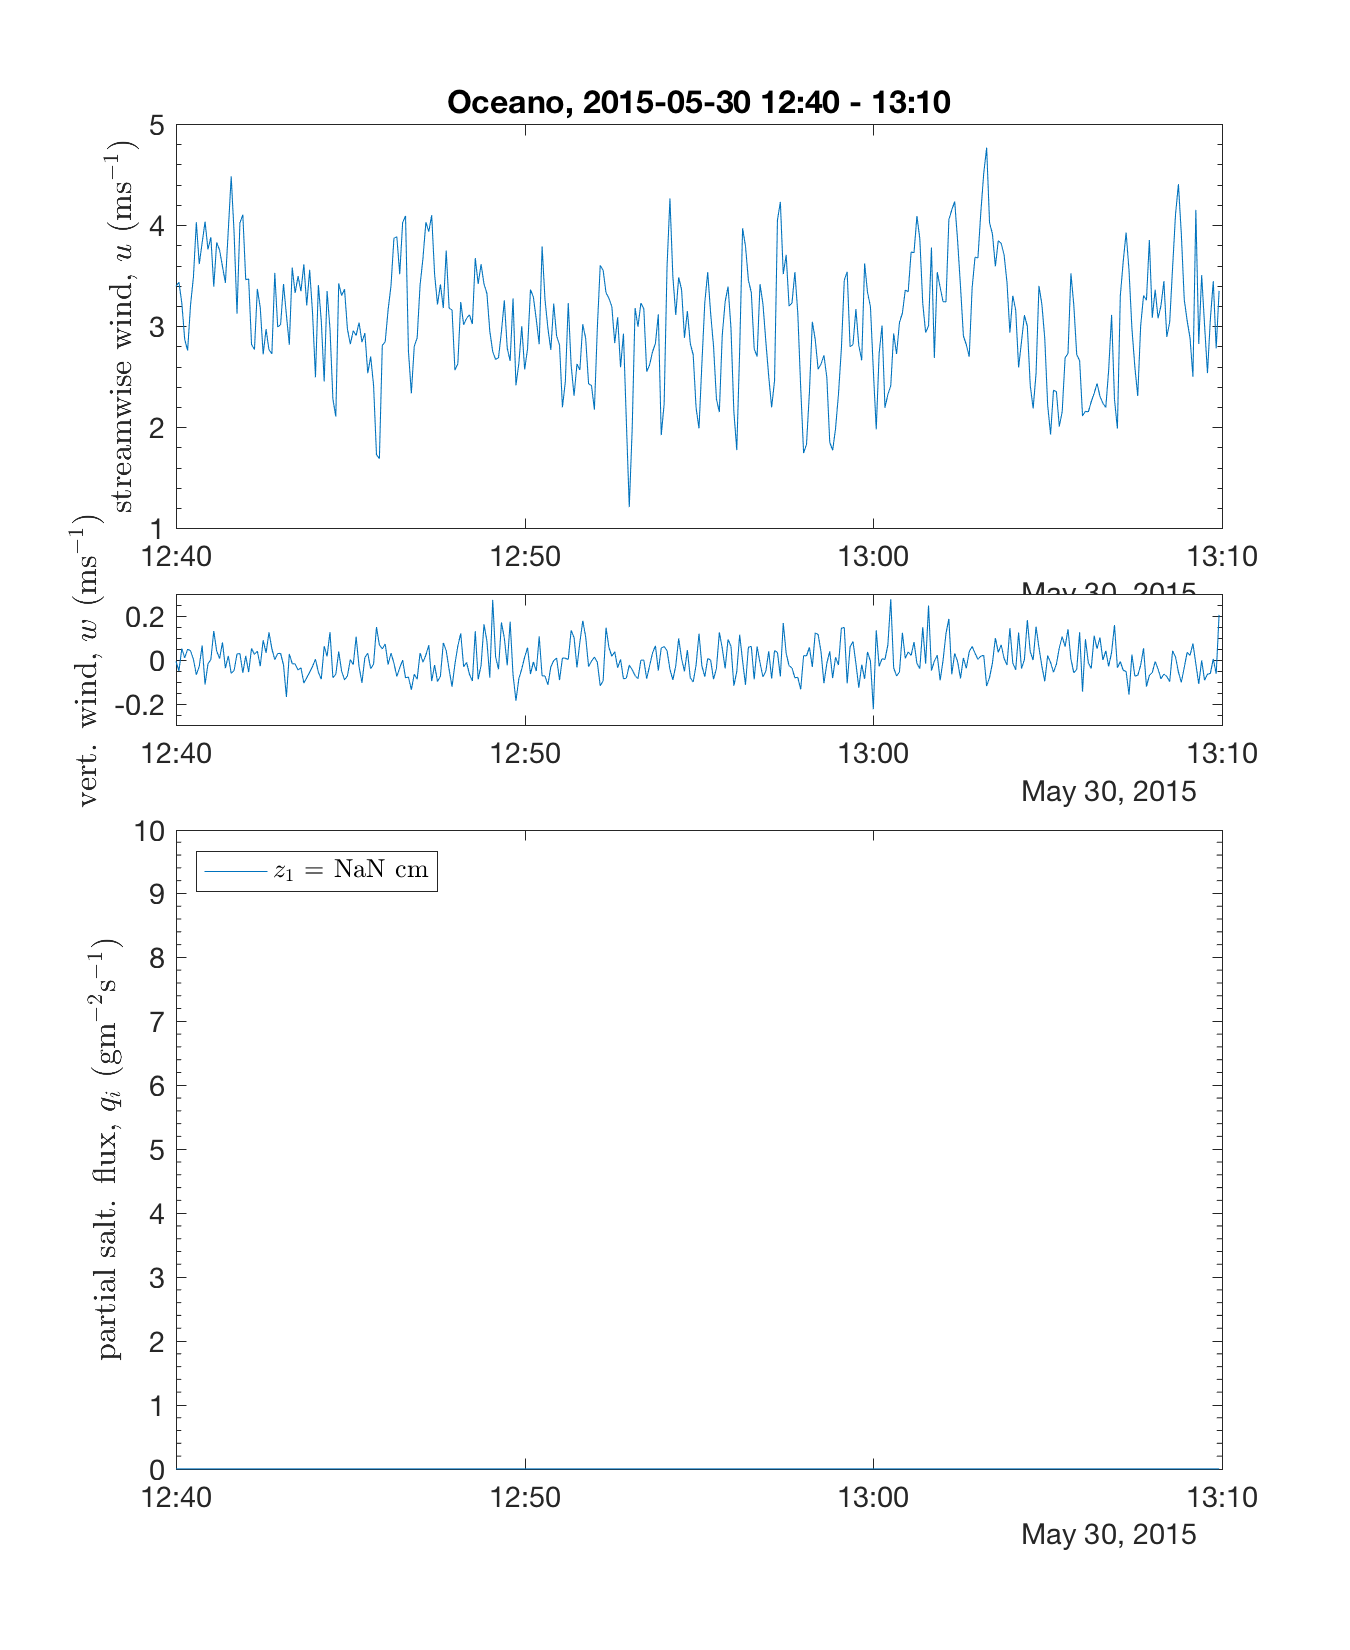 Oceano, 2015-05-30 12:40 - 13:10
streamwise wind, u (ms⁻¹)
5
4
3
2
1
12:40 12:50 13:00 13:10
May 30, 2015
vert. wind, w (ms⁻¹)
0.2
0
-0.2
12:40 12:50 13:00 13:10
May 30, 2015
partial salt. flux, qᵢ (gm⁻²s⁻¹)
10
9
8
7
6
5
4
3
2
1
0
z₁ = NaN cm
12:40 12:50 13:00 13:10
May 30, 2015